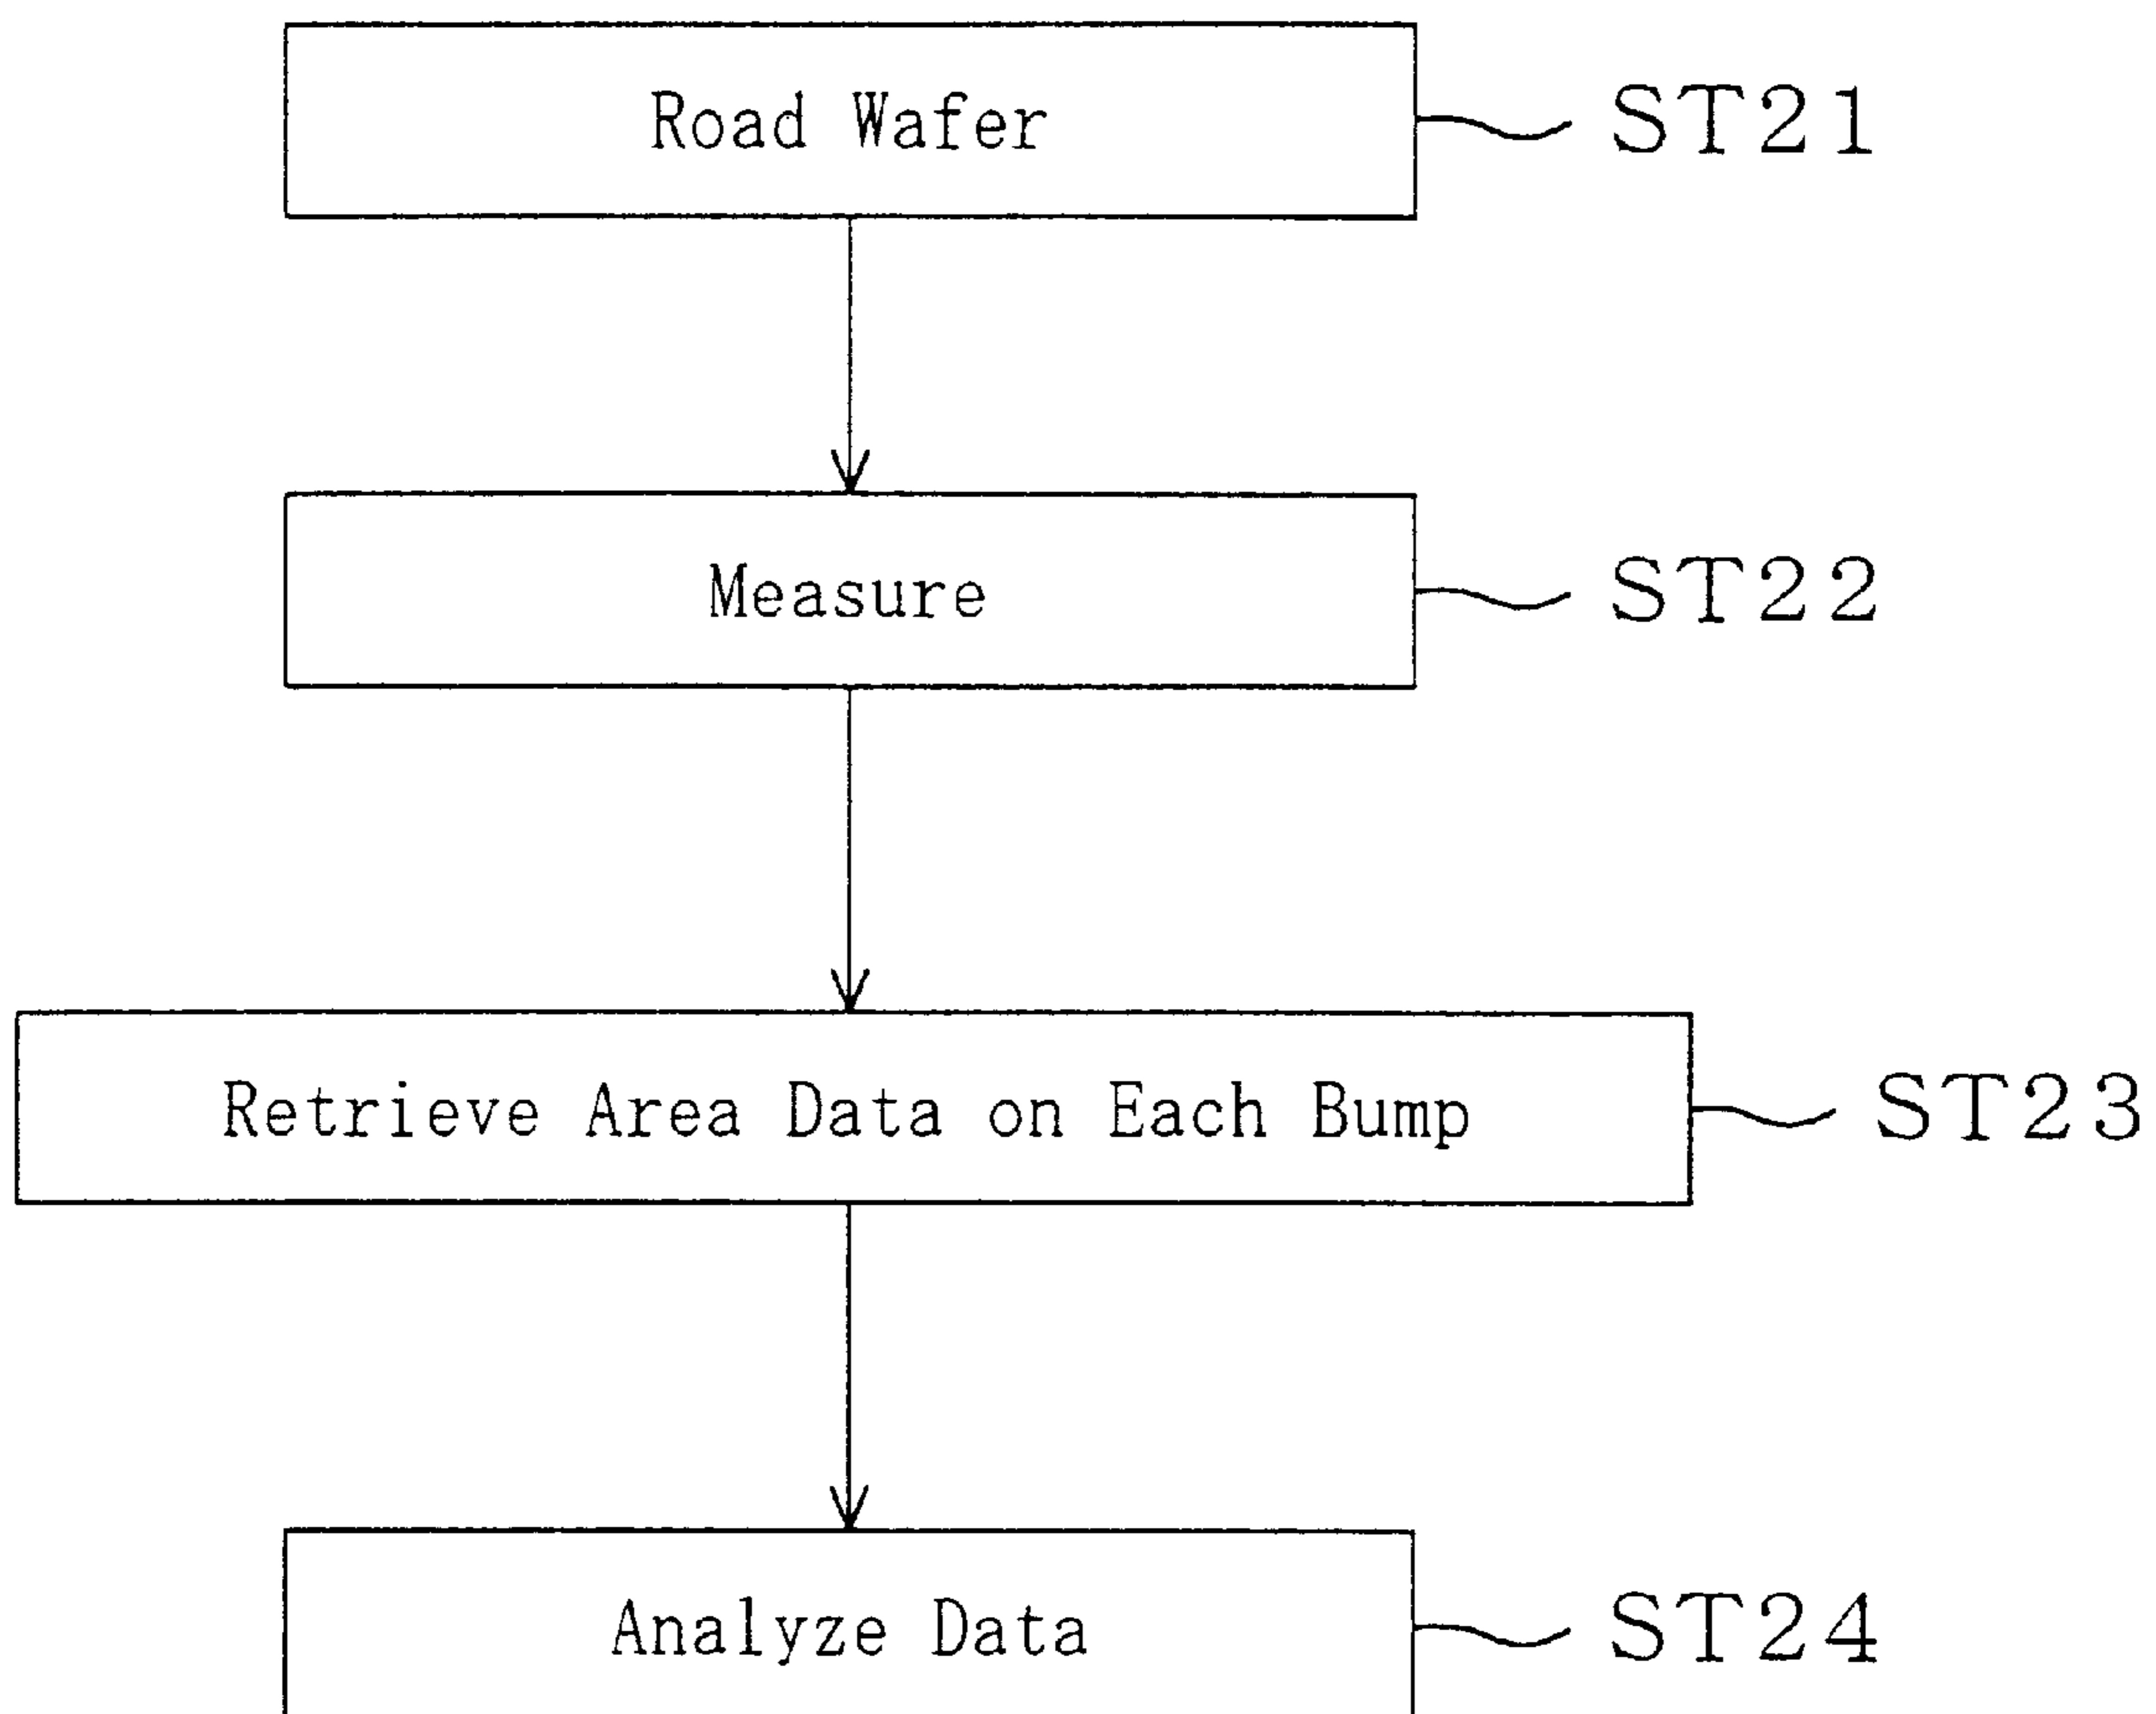 Road Wafer ST21
Measure ST22
Retrieve Area Data on Each Bump ST23
Analyze Data ST24